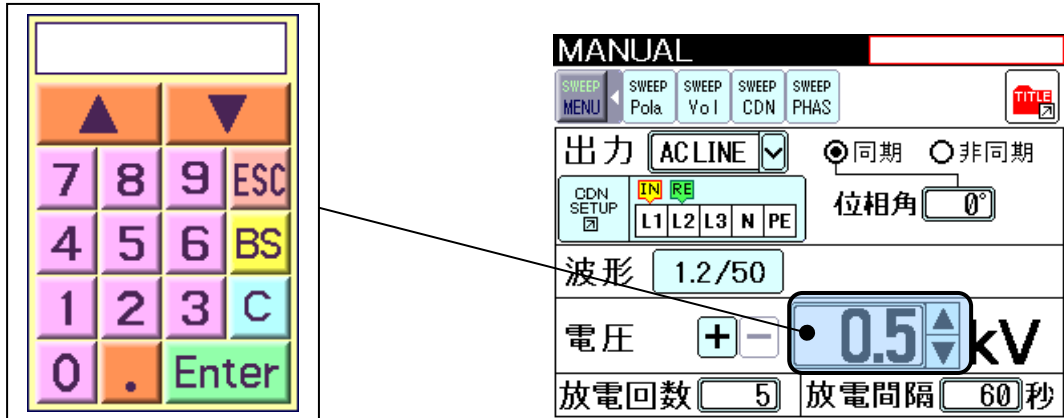 ▲ ▼
7 8 9 ESC
4 5 6 BS
1 2 3 C
0 . Enter
MANUAL
SWEEP MENU SWEEP Pola SWEEP Vol SWEEP CDN SWEEP PHAS TITLE
出力 AC LINE 同期 非同期
CDN SETUP IN RE L1 L2 L3 N PE 位相角 0°
波形 1.2/50
電圧 + - 0.5 kV
放電回数 5 放電間隔 60 秒